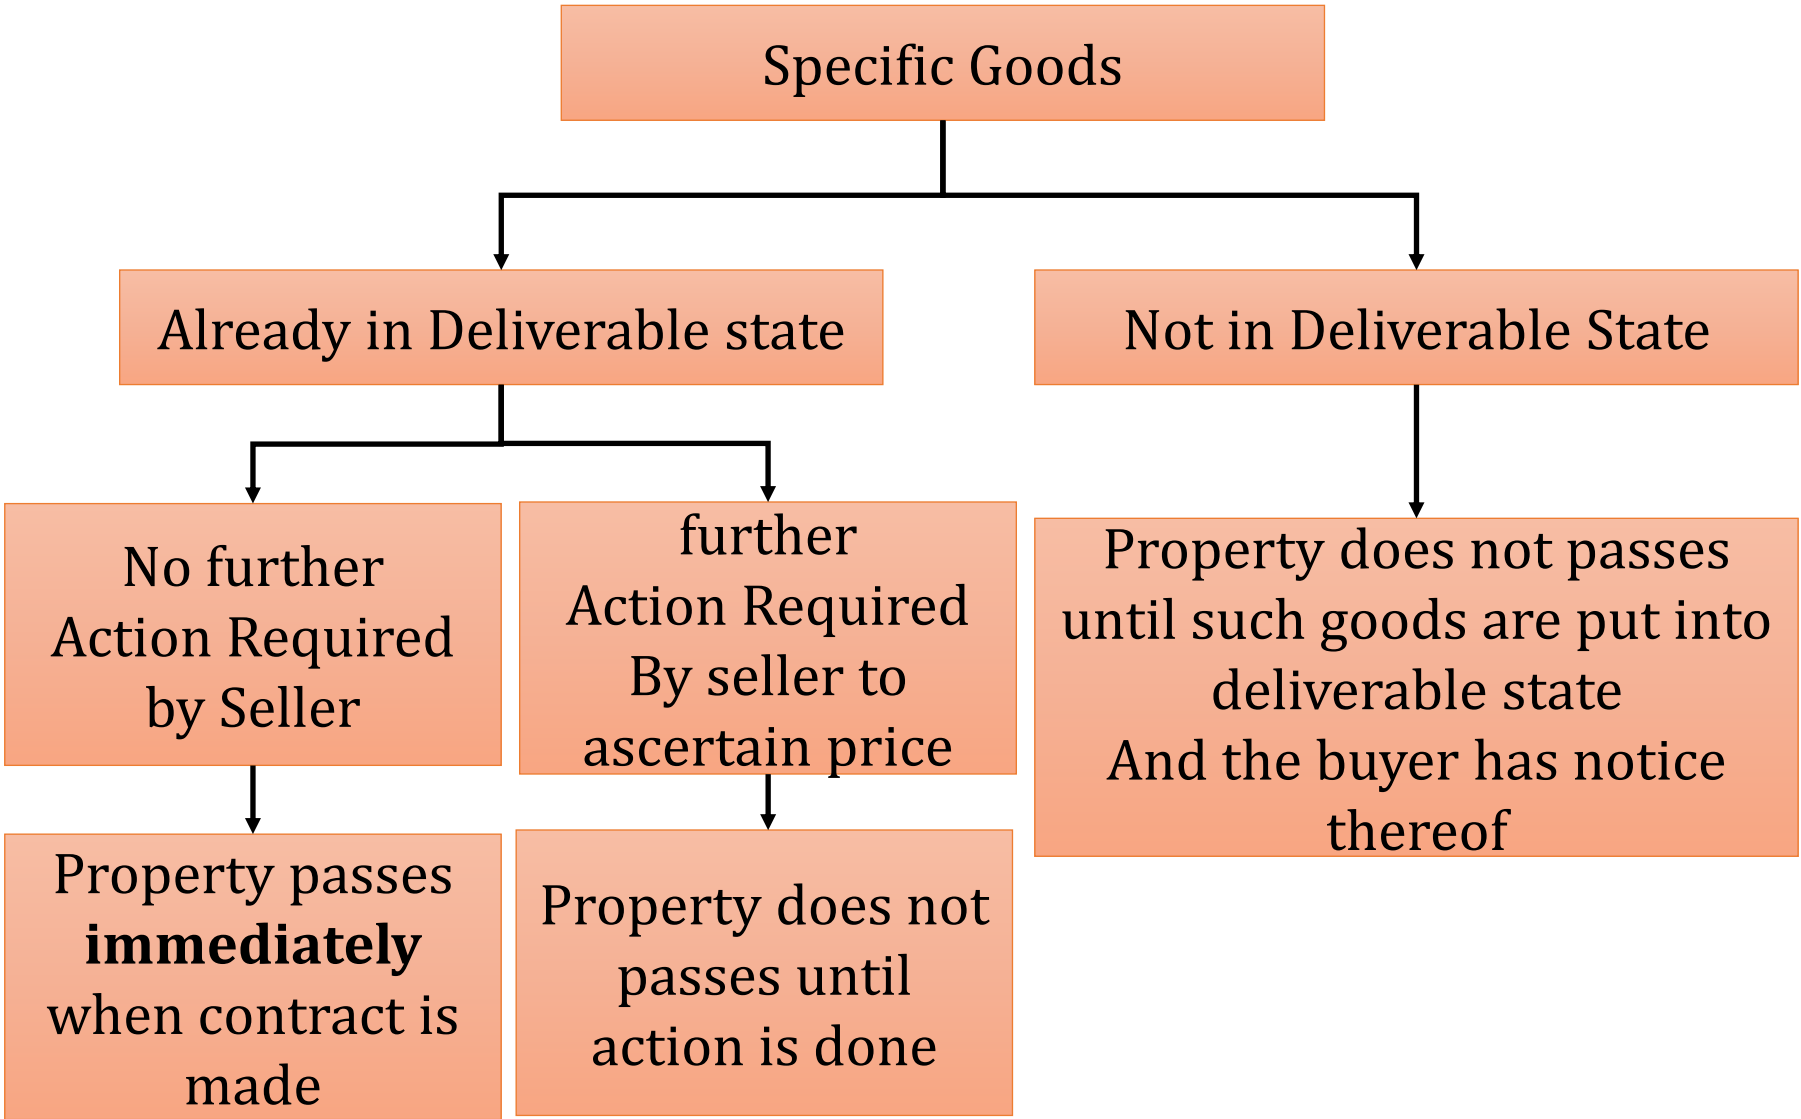 Specific Goods
Already in Deliverable state
Not in Deliverable State
No further
Action Required
by Seller
further
Action Required
By seller to
ascertain price
Property does not passes
until such goods are put into
deliverable state
And the buyer has notice
thereof
Property passes
immediately
when contract is
made
Property does not
passes until
action is done